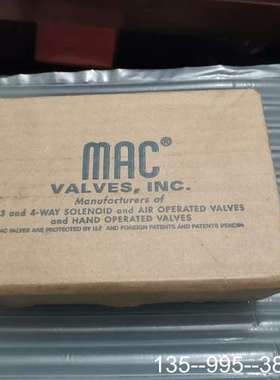 MAC®
VALVES, INC.
Manufacturers of
3 and 4-WAY SOLENOID and AIR OPERATED VALVES
and HAND OPERATED VALVES
VALVES ARE PROTECTED BY U.S. AND FOREIGN PATENTS AND PATENTS PENDING
135--995--38